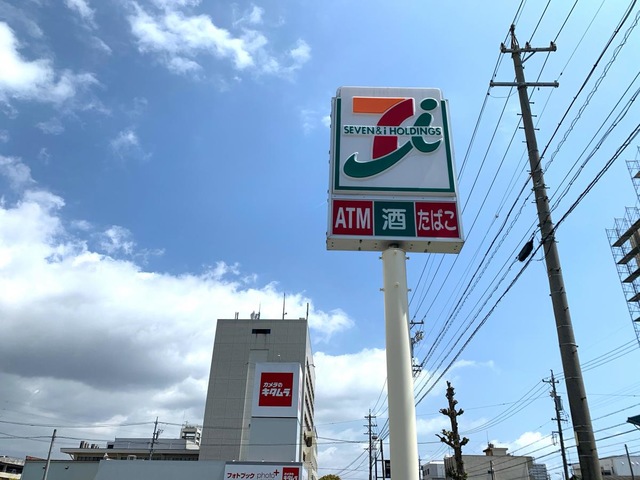 SEVEN & i HOLDINGS
ATM 酒 たばこ
カメラの
キタムラ
フォトブック photo+